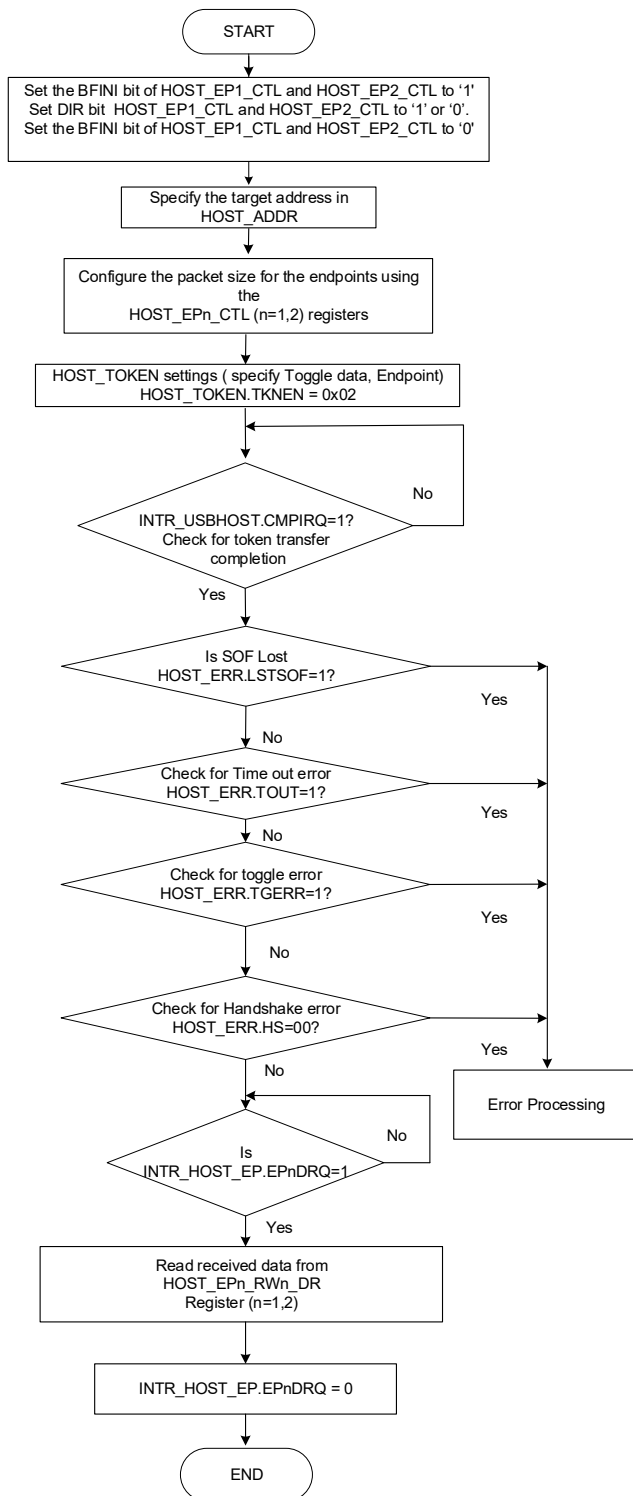 START
Set the BFINI bit of HOST_EP1_CTL and HOST_EP2_CTL to ‘1'
Set DIR bit  HOST_EP1_CTL and HOST_EP2_CTL to ‘1’ or ‘0’.
Set the BFINI bit of HOST_EP1_CTL and HOST_EP2_CTL to ‘0'
Specify the target address in
HOST_ADDR
Configure the packet size for the endpoints using
the
HOST_EPn_CTL (n=1,2) registers
HOST_TOKEN settings ( specify Toggle data, Endpoint)
HOST_TOKEN.TKNEN = 0x02
No
INTR_USBHOST.CMPIRQ=1?
Check for token transfer
completion
Yes
Is SOF Lost
HOST_ERR.LSTSOF=1?
Yes
No
Check for Time out error
HOST_ERR.TOUT=1?
Yes
No
Check for toggle error
HOST_ERR.TGERR=1?
Yes
No
Check for Handshake error
HOST_ERR.HS=00?
Yes
No
Error Processing
No
Is
INTR_HOST_EP.EPnDRQ=1
Yes
Read received data from
HOST_EPn_RWn_DR
Register (n=1,2)
INTR_HOST_EP.EPnDRQ = 0
END